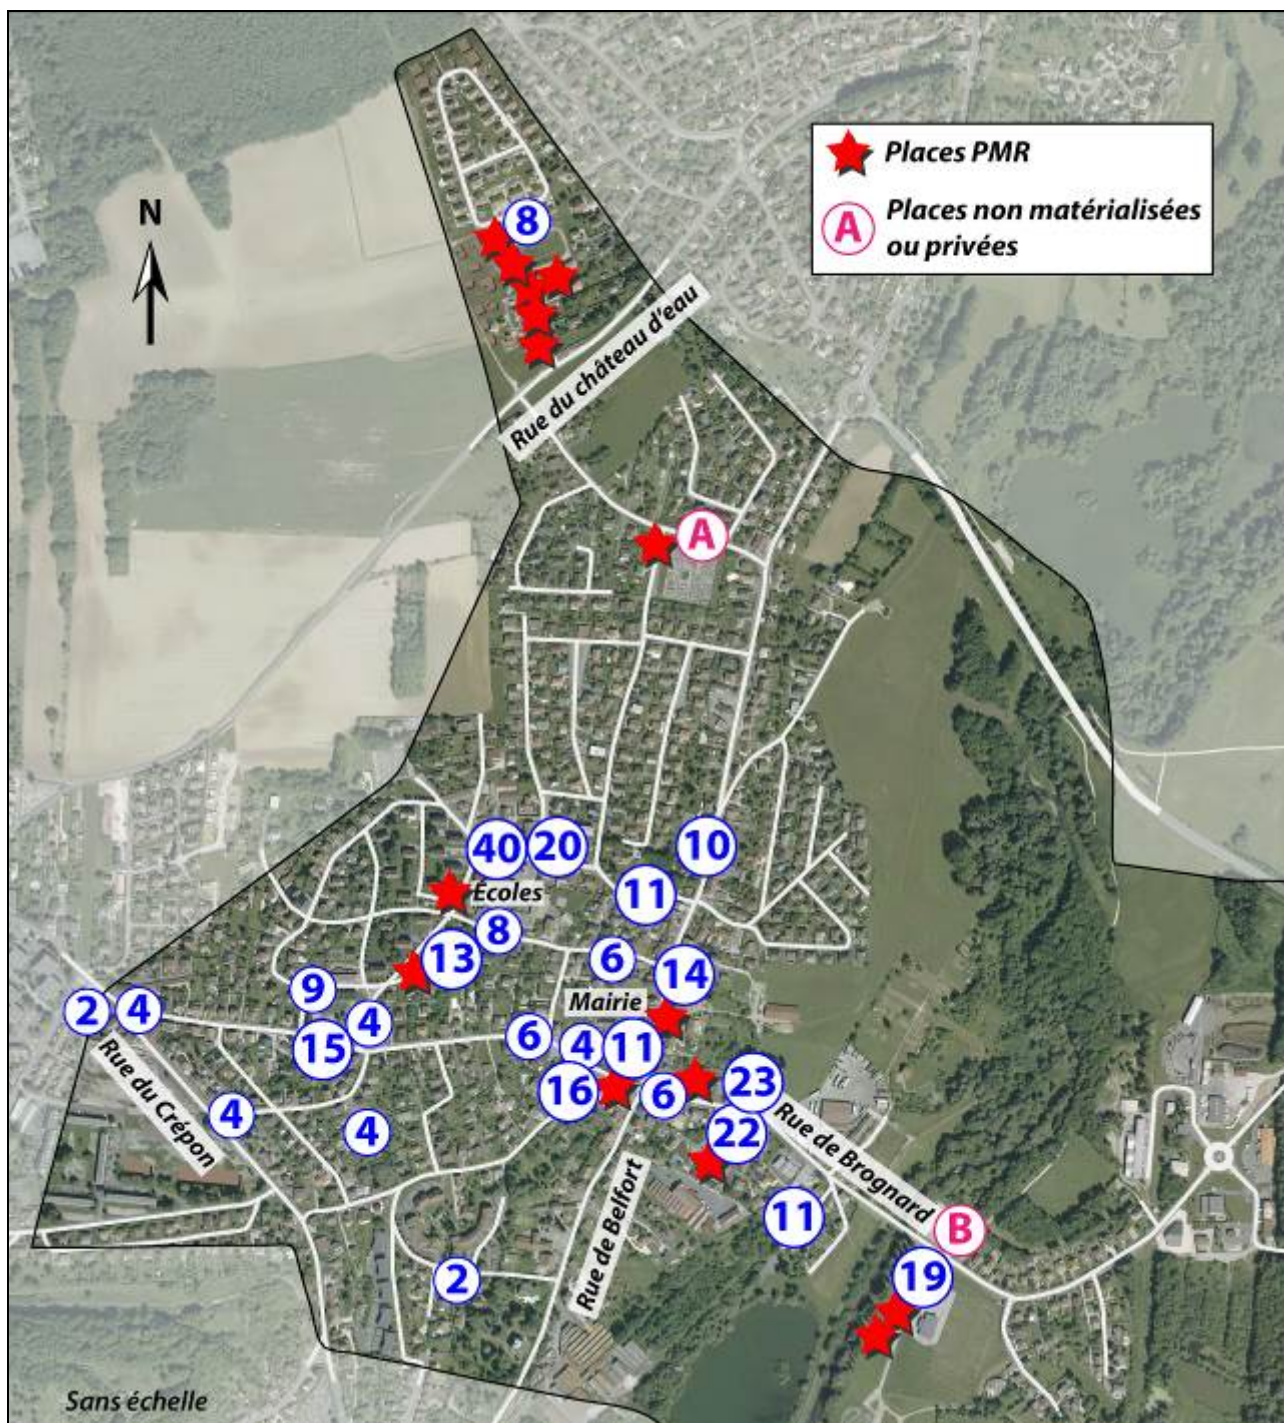 Places PMR
A Places non matérialisées
ou privées
N
8
Rue du château d'eau
A
40
20
10
Écoles
11
8
13
6
14
9
Mairie
2
4
4
15
6
4
11
Rue du Crépon
16
6
23
4
4
22
Rue de Brognard
Rue de Belfort
11
B
2
19
Sans échelle